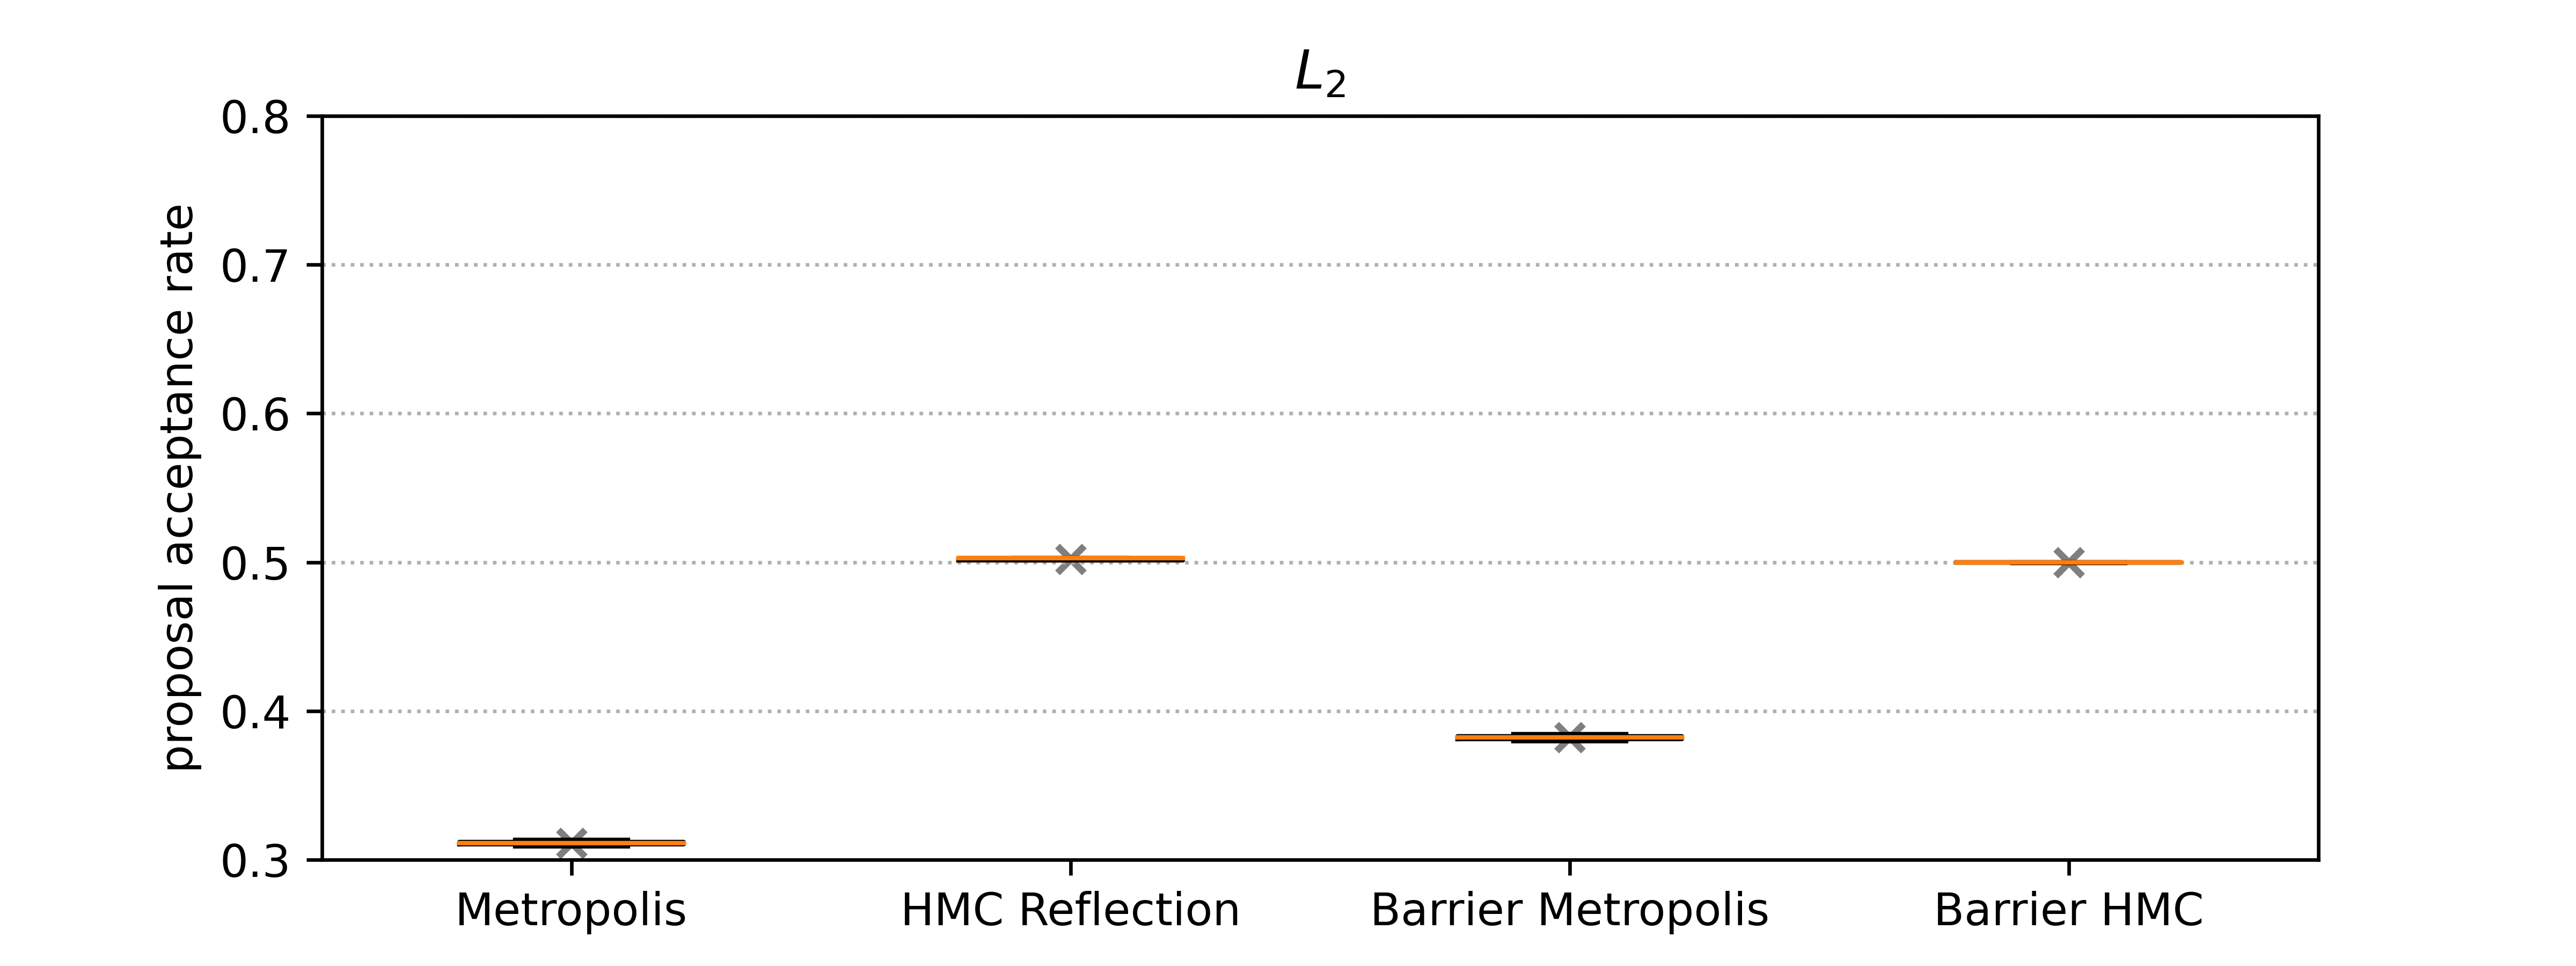 L₂
proposal acceptance rate
0.8
0.7
0.6
0.5
0.4
0.3
Metropolis HMC Reflection Barrier Metropolis Barrier HMC